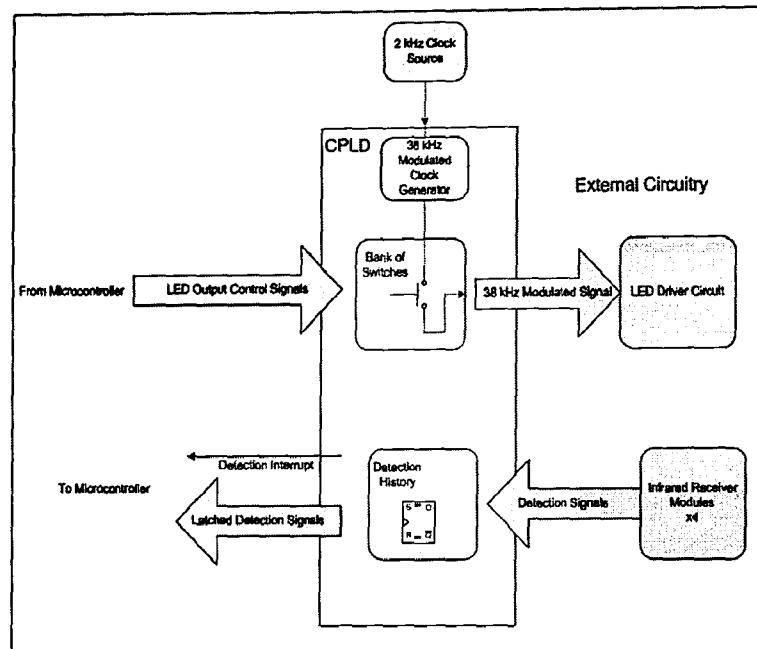 2 kHz Clock
Source
CPLD
38 kHz
Modulated
Clock
Generator
External Circuitry
Bank of
Switches
From Microcontroller
LED Output Control Signals
38 kHz Modulated Signal
LED Driver Circuit
Detection Interrupt
Detection
History
To Microcontroller
Latched Detection Signals
Detection Signals
Infrared Receiver
Modules
x4
S Q
R Q